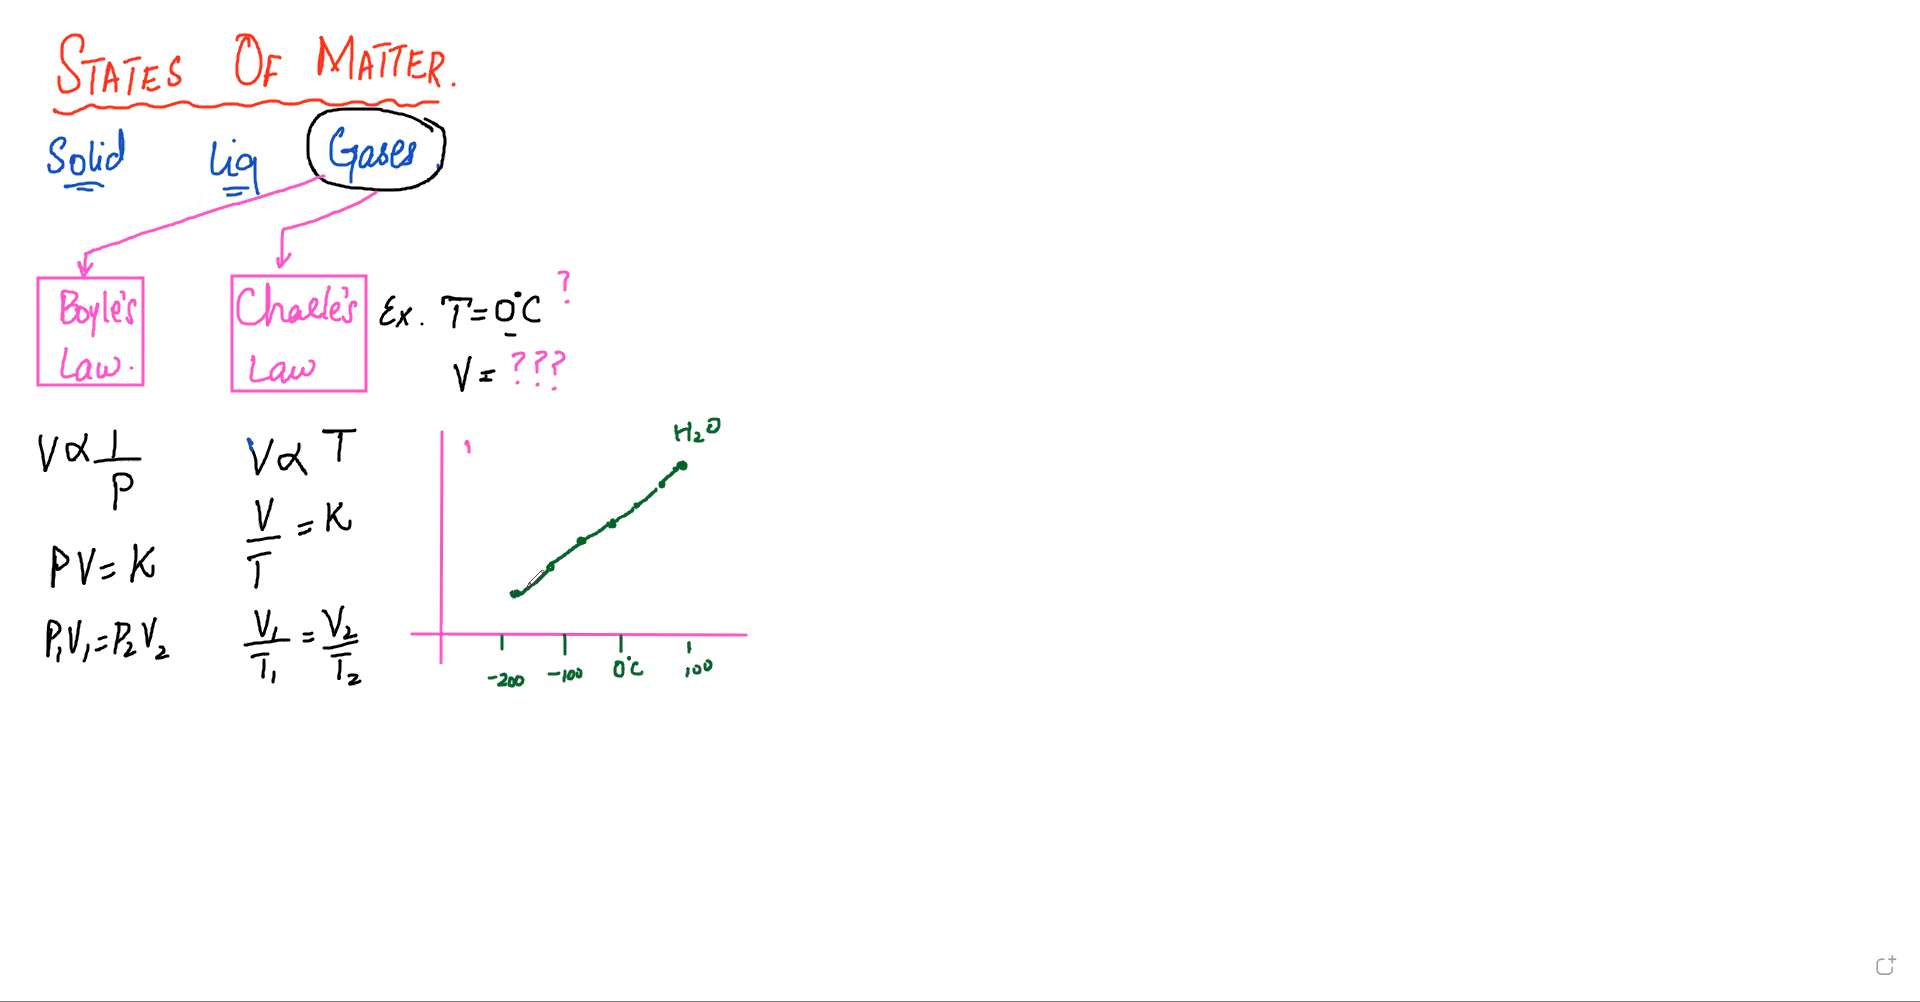 STATES OF MATTER.
Solid Liq Gases
Boyle's Law.
Charle's Law
Ex. T=0°C ?
V= ???
V∝1/P
PV=K
P₁V₁=P₂V₂
V∝T
V/T=K
V₁/T₁=V₂/T₂
H₂O
-200 -100 0°C 100